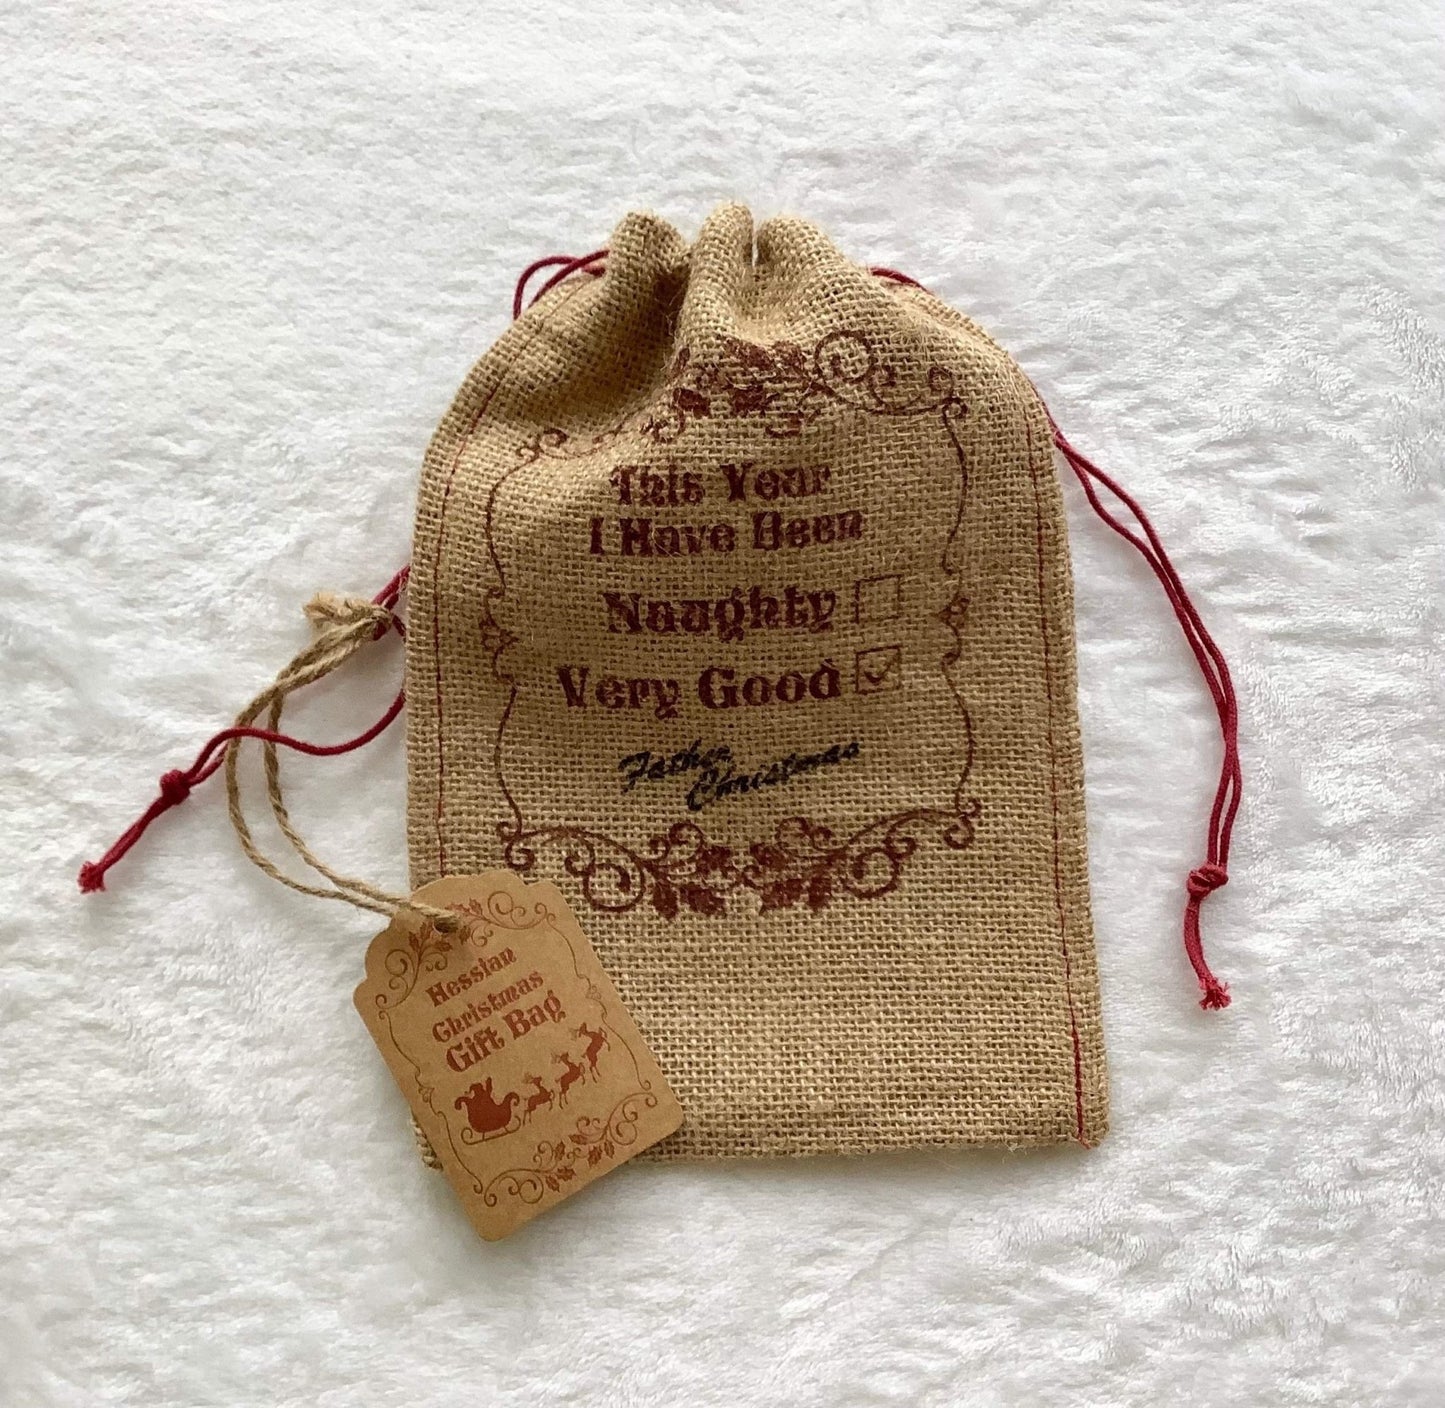 This Year
I Have Been
Naughty
Very Good
Father
Christmas
Hessian
Christmas
Gift Bag